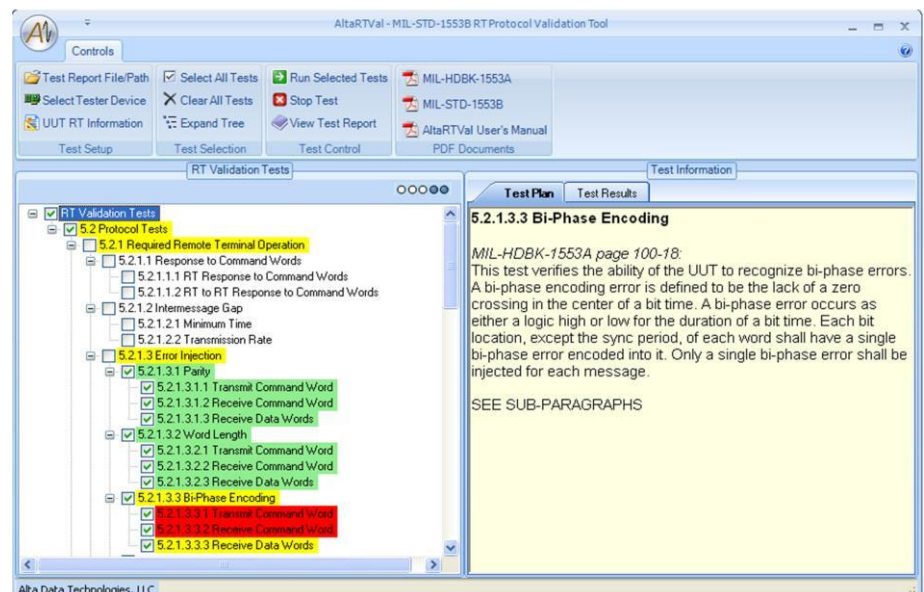 AltaRTVal - MIL-STD-1553B RT Protocol Validation Tool
Controls
Test Report File/Path
Select All Tests
Run Selected Tests
MIL-HDBK-1553A
Select Tester Device
Clear All Tests
Stop Test
MIL-STD-1553B
UUT RT Information
Expand Tree
View Test Report
AltaRTVal User's Manual
Test Setup
Test Selection
Test Control
PDF Documents
RT Validation Tests
RT Validation Tests
5.2 Protocol Tests
5.2.1 Required Remote Terminal Operation
5.2.1.1 Response to Command Words
5.2.1.1.1 RT Response to Command Words
5.2.1.1.2 RT to RT Response to Command Words
5.2.1.2 Intermessage Gap
5.2.1.2.1 Minimum Time
5.2.1.2.2 Transmission Rate
5.2.1.3 Error Injection
5.2.1.3.1 Parity
5.2.1.3.1.1 Transmit Command Word
5.2.1.3.1.2 Receive Command Word
5.2.1.3.1.3 Receive Data Words
5.2.1.3.2 Word Length
5.2.1.3.2.1 Transmit Command Word
5.2.1.3.2.2 Receive Command Word
5.2.1.3.2.3 Receive Data Words
5.2.1.3.3 Bi-Phase Encoding
5.2.1.3.3.1 Transmit Command Word
5.2.1.3.3.2 Receive Command Word
5.2.1.3.3.3 Receive Data Words
Test Information
Test Plan
Test Results
5.2.1.3.3 Bi-Phase Encoding
MIL-HDBK-1553A page 100-18:
This test verifies the ability of the UUT to recognize bi-phase errors.
A bi-phase encoding error is defined to be the lack of a zero
crossing in the center of a bit time. A bi-phase error occurs as
either a logic high or low for the duration of a bit time. Each bit
location, except the sync period, of each word shall have a single
bi-phase error encoded into it. Only a single bi-phase error shall be
injected for each message.
SEE SUB-PARAGRAPHS
Alta Data Technologies, LLC